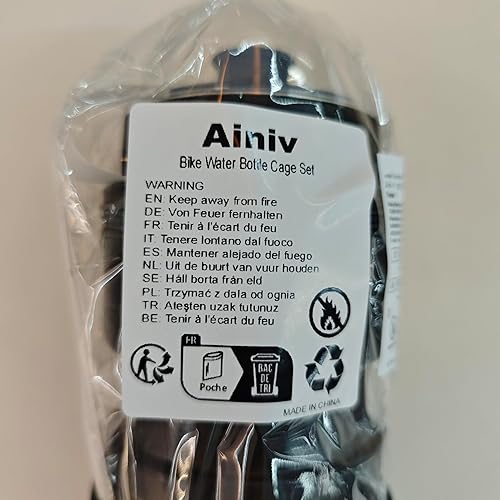 Ainiv
Bike Water Bottle Cage Set
WARNING
EN: Keep away from fire
DE: Von Feuer fernhalten
FR: Tenir à l'écart du feu
IT: Tenere lontano dal fuoco
ES: Mantener alejado del fuego
NL: Uit de buurt van vuur houden
SE: Håll borta från eld
PL: Trzymać z dala od ognia
TR: Ateşten uzak tutunuz
BE: Tenir à l'écart du feu
FR
Poche
BAC
DE
TRI
MADE IN CHINA